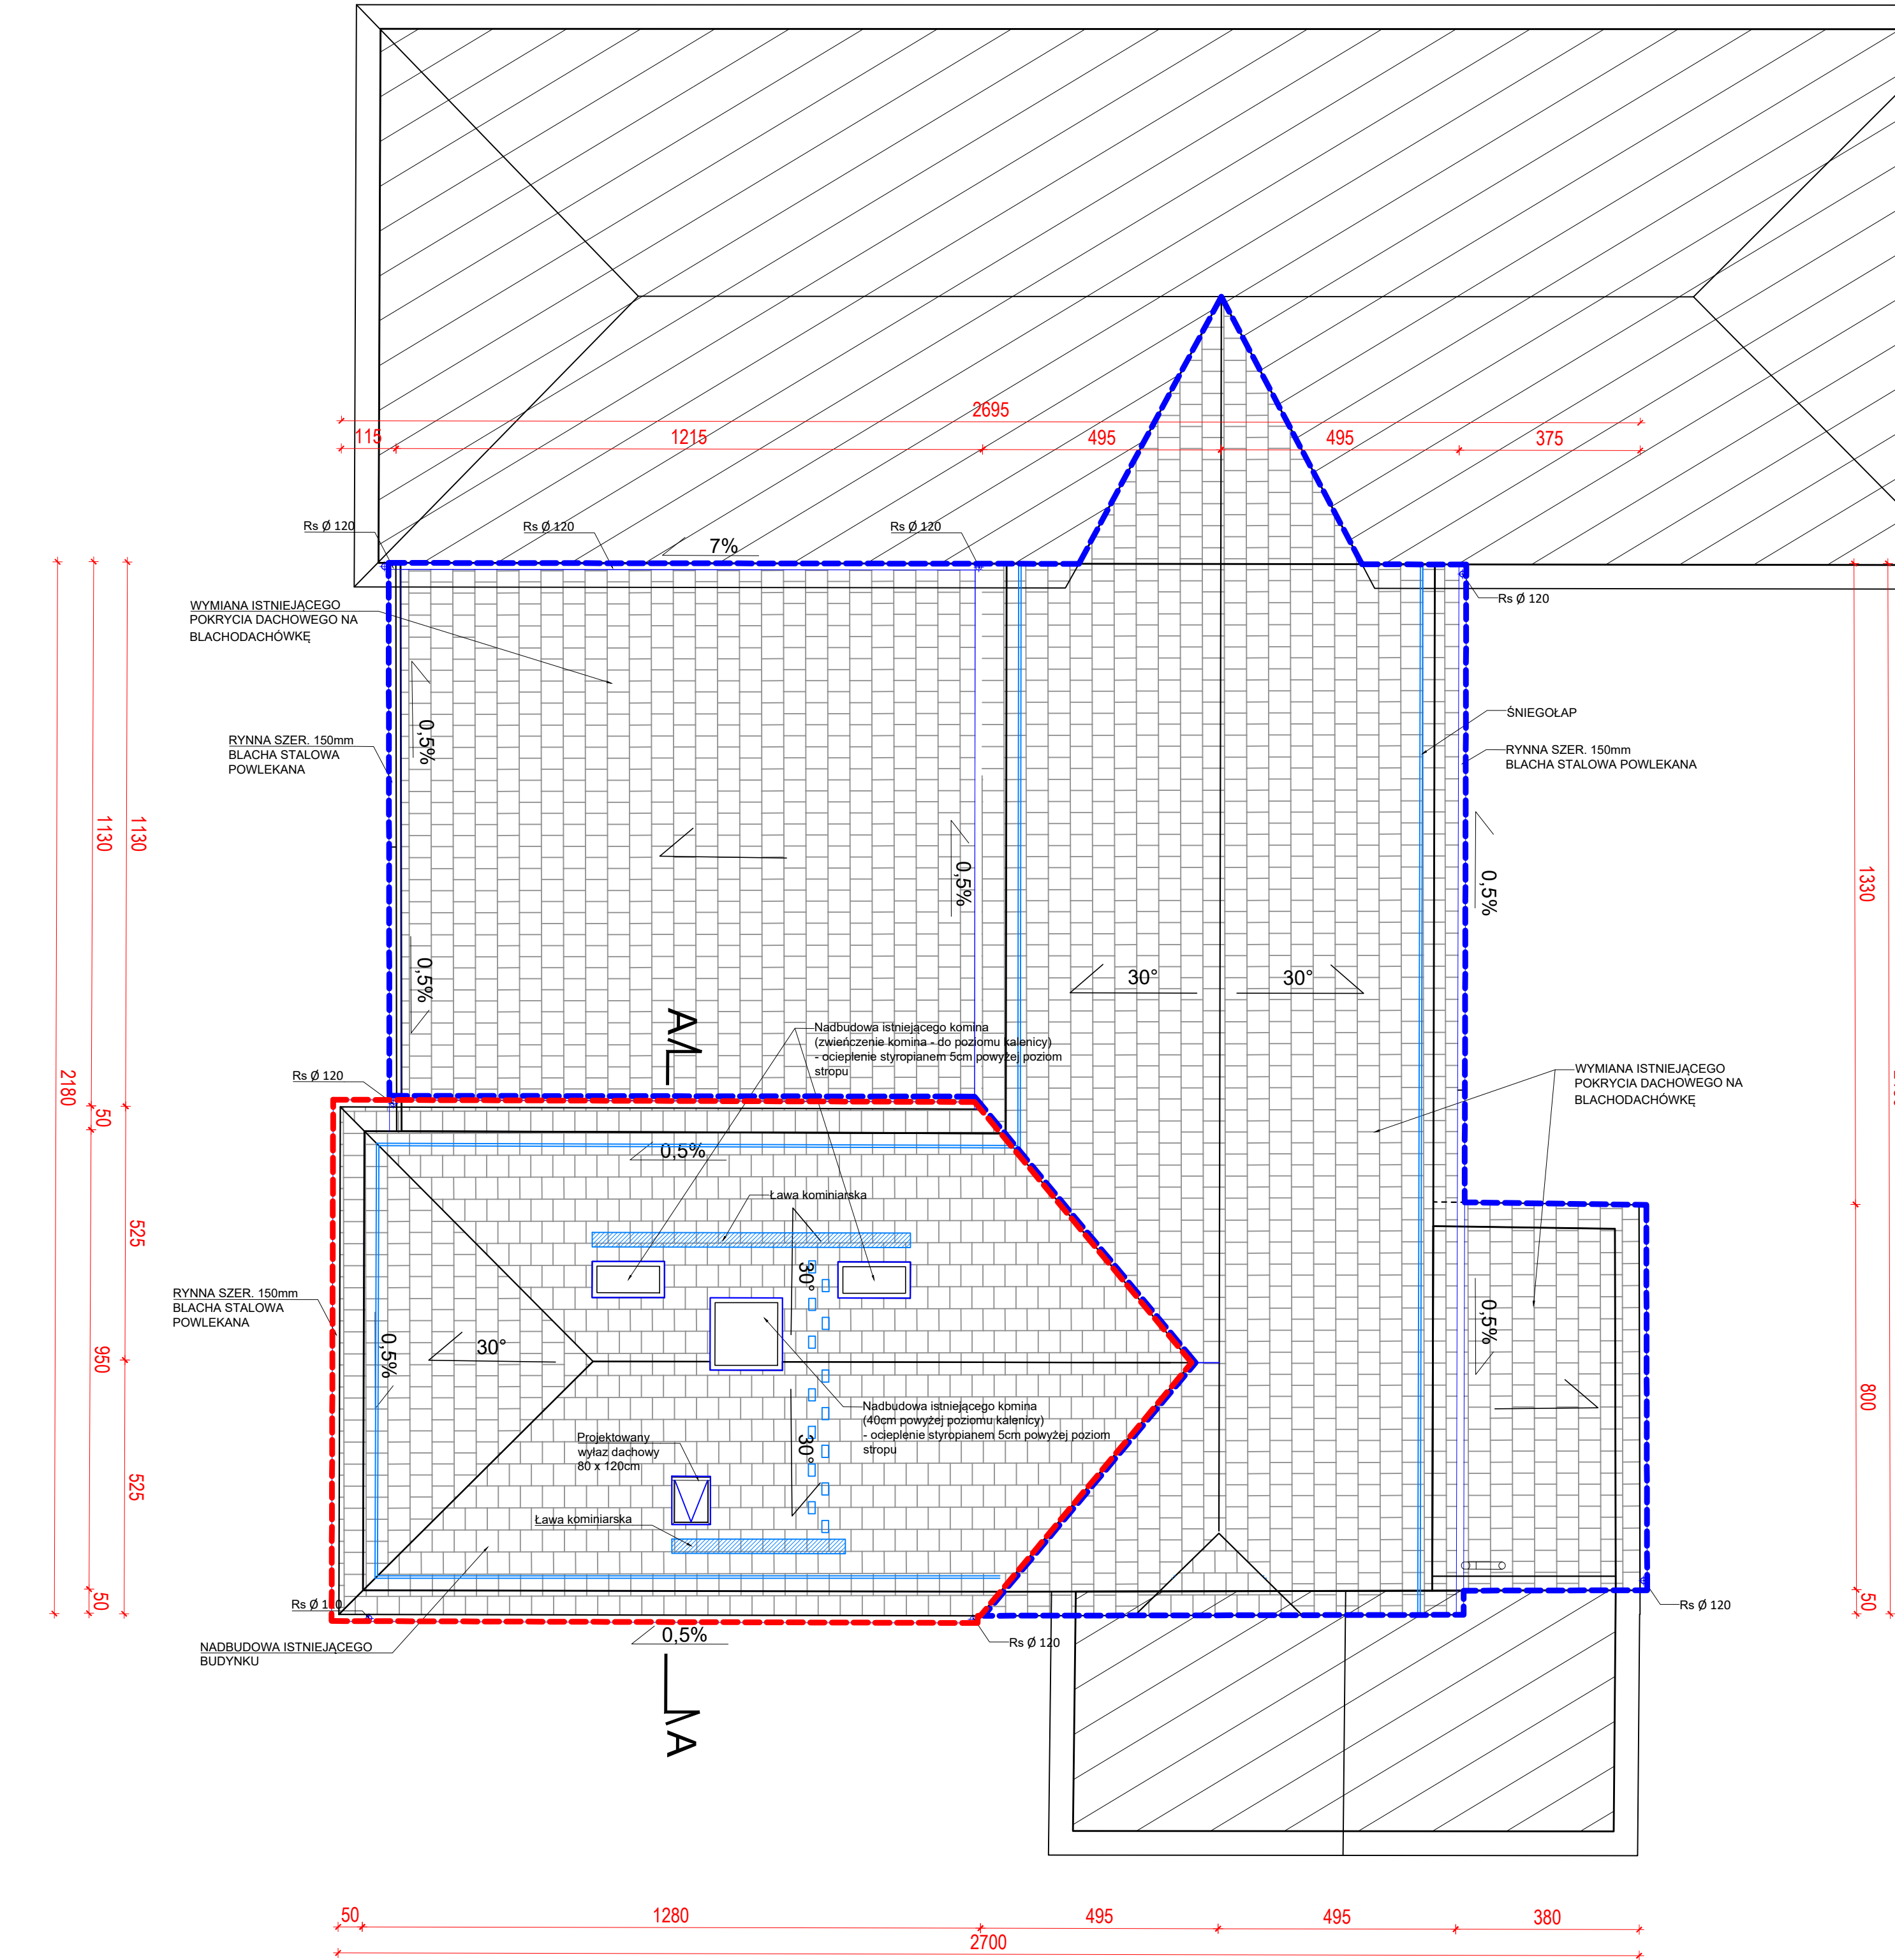 2695
115
1215
495
495
375
Rs Ø 120
Rs Ø 120
Rs Ø 120
7%
Rs Ø 120
WYMIANA ISTNIEJĄCEGO
POKRYCIA DACHOWEGO NA
BLACHODACHÓWKĘ
0,5%
RYNNA SZER. 150mm
BLACHA STALOWA
POWLEKANA
ŚNIEGOŁAP
RYNNA SZER. 150mm
BLACHA STALOWA POWLEKANA
1130
1130
0,5%
0,5%
1330
0,5%
30°
30°
A
Nadbudowa istniejącego komina
(zwieńczenie komina - do poziomu kalenicy)
- ocieplenie styropianem 5cm powyżej poziom
stropu
Rs Ø 120
WYMIANA ISTNIEJĄCEGO
POKRYCIA DACHOWEGO NA
BLACHODACHÓWKĘ
2180
50
0,5%
Ława kominiarska
525
30°
RYNNA SZER. 150mm
BLACHA STALOWA
POWLEKANA
0,5%
30°
0,5%
950
800
Nadbudowa istniejącego komina
(40cm powyżej poziomu kalenicy)
- ocieplenie styropianem 5cm powyżej poziom
stropu
30°
Projektowany
wyłaz dachowy
80 x 120cm
525
Ława kominiarska
50
50
Rs Ø 120
0,5%
Rs Ø 120
NADBUDOWA ISTNIEJĄCEGO
BUDYNKU
A
50
1280
495
495
380
2700